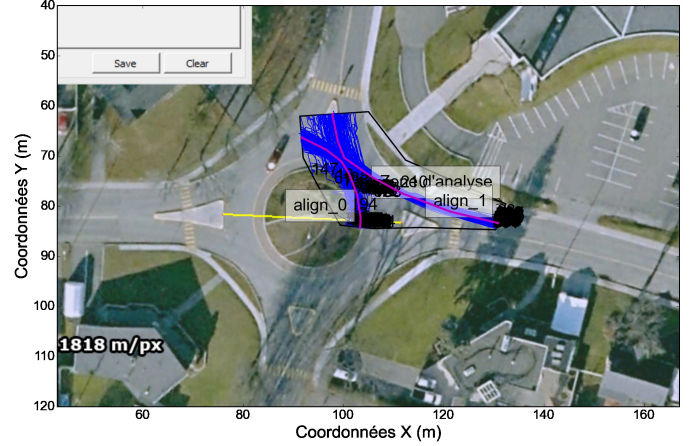 Save Clear
Coordonnées Y (m)
40
50
60
70
80
90
100
110
120
d'analyse
align_0
align_1
1818 m/px
60 80 100 120 140 160
Coordonnées X (m)